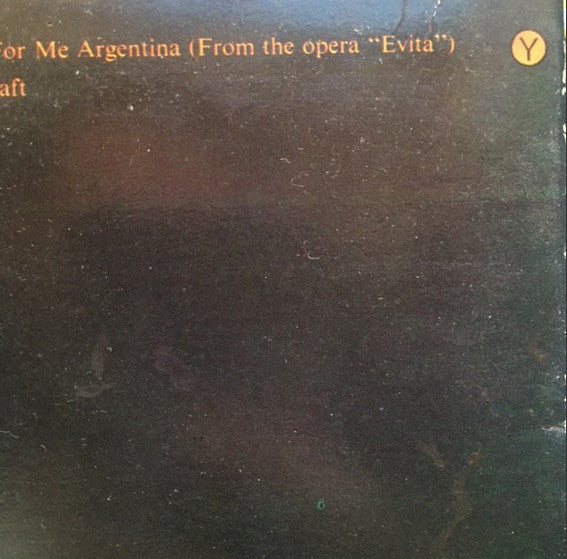 For Me Argentina (From the opera “Evita”) Y
aft